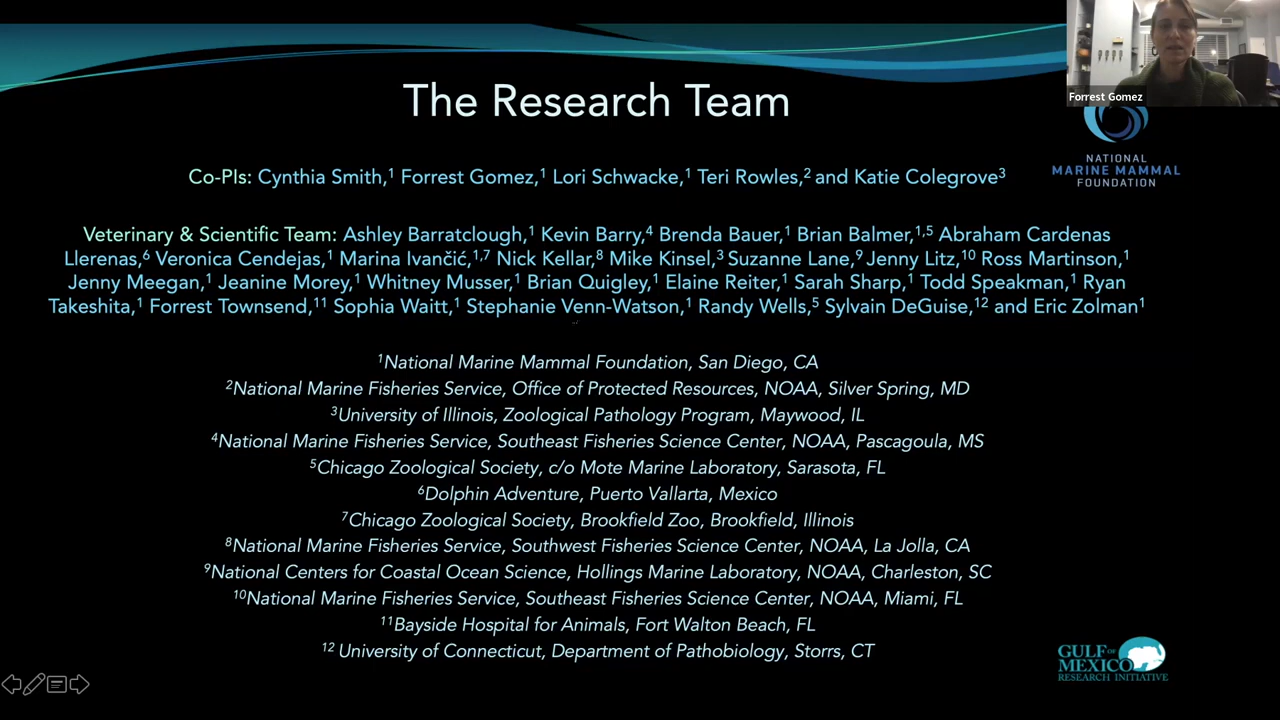 The Research Team
Forrest Gomez
NATIONAL
MARINE MAMMAL
FOUNDATION
Co-PIs: Cynthia Smith,¹ Forrest Gomez,¹ Lori Schwacke,¹ Teri Rowles,² and Katie Colegrove³
Veterinary & Scientific Team: Ashley Barratclough,¹ Kevin Barry,⁴ Brenda Bauer,¹ Brian Balmer,¹,⁵ Abraham Cardenas
Llerenas,⁶ Veronica Cendejas,¹ Marina Ivančić,¹,⁷ Nick Kellar,⁸ Mike Kinsel,³ Suzanne Lane,⁹ Jenny Litz,¹⁰ Ross Martinson,¹
Jenny Meegan,¹ Jeanine Morey,¹ Whitney Musser,¹ Brian Quigley,¹ Elaine Reiter,¹ Sarah Sharp,¹ Todd Speakman,¹ Ryan
Takeshita,¹ Forrest Townsend,¹¹ Sophia Waitt,¹ Stephanie Venn-Watson,¹ Randy Wells,⁵ Sylvain DeGuise,¹² and Eric Zolman¹
¹National Marine Mammal Foundation, San Diego, CA
²National Marine Fisheries Service, Office of Protected Resources, NOAA, Silver Spring, MD
³University of Illinois, Zoological Pathology Program, Maywood, IL
⁴National Marine Fisheries Service, Southeast Fisheries Science Center, NOAA, Pascagoula, MS
⁵Chicago Zoological Society, c/o Mote Marine Laboratory, Sarasota, FL
⁶Dolphin Adventure, Puerto Vallarta, Mexico
⁷Chicago Zoological Society, Brookfield Zoo, Brookfield, Illinois
⁸National Marine Fisheries Service, Southwest Fisheries Science Center, NOAA, La Jolla, CA
⁹National Centers for Coastal Ocean Science, Hollings Marine Laboratory, NOAA, Charleston, SC
¹⁰National Marine Fisheries Service, Southeast Fisheries Science Center, NOAA, Miami, FL
¹¹Bayside Hospital for Animals, Fort Walton Beach, FL
¹² University of Connecticut, Department of Pathobiology, Storrs, CT
GULF OF
MEXICO
RESEARCH INITIATIVE